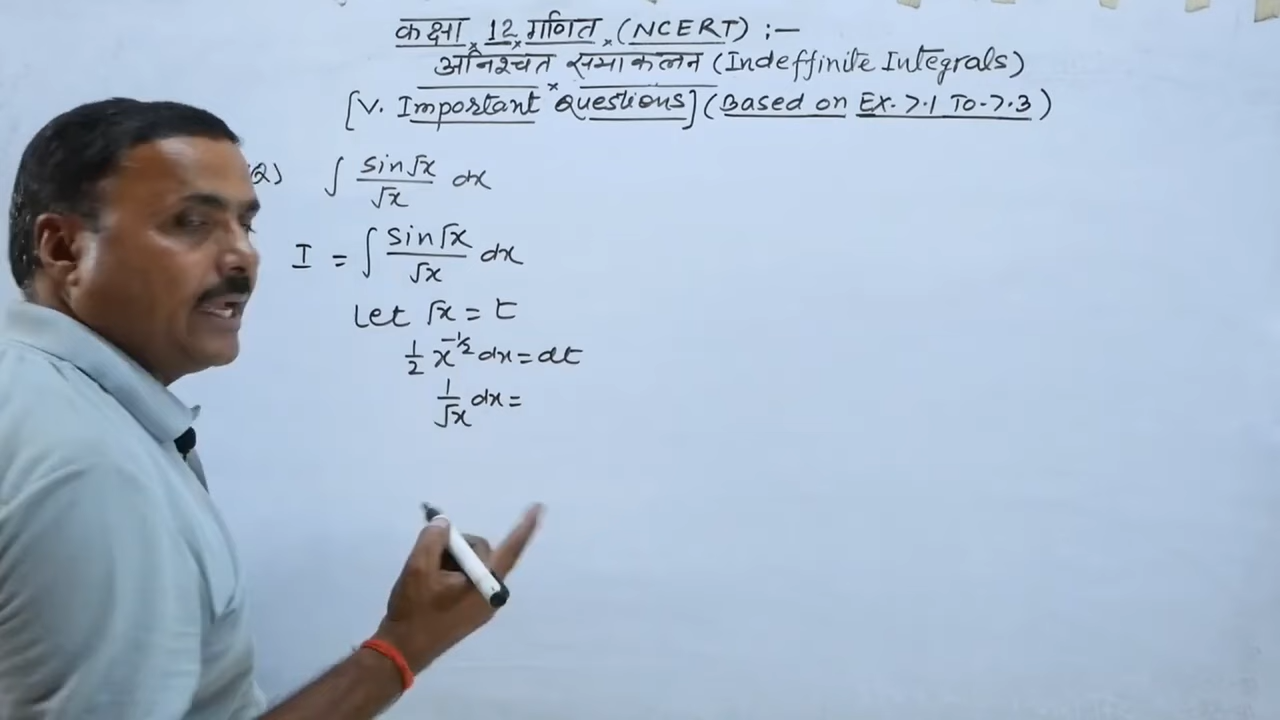 कक्षा 12 गणित (NCERT) :-
अनिश्चत समाकलन (Indeffinite Integrals)
[V. Important Questions] (Based on Ex. 7.1 To-7.3)
Q) ∫ sin√x/√x dx
I = ∫ sin√x/√x dx
Let √x = t
1/2 x^-1/2 dx = dt
1/√x dx =